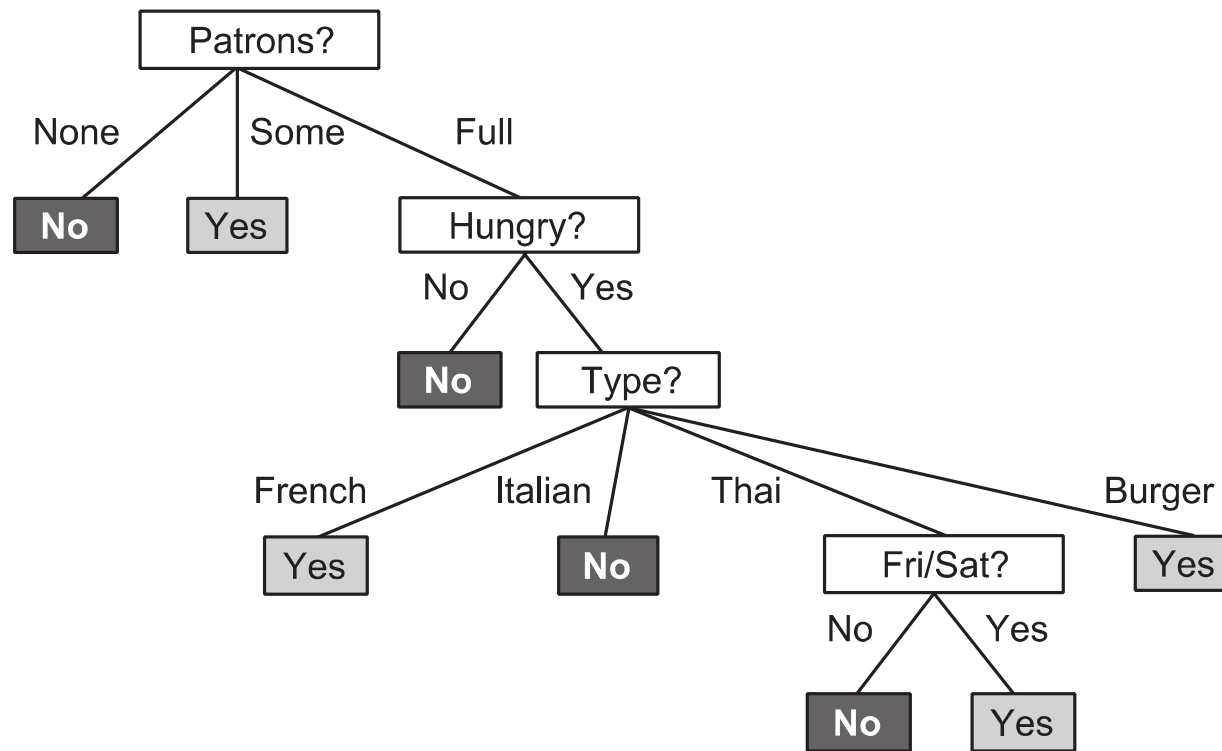 Patrons?
None Some Full
No Yes Hungry?
No Yes
No Type?
French Italian Thai Burger
Yes No Fri/Sat? Yes
No Yes
No Yes